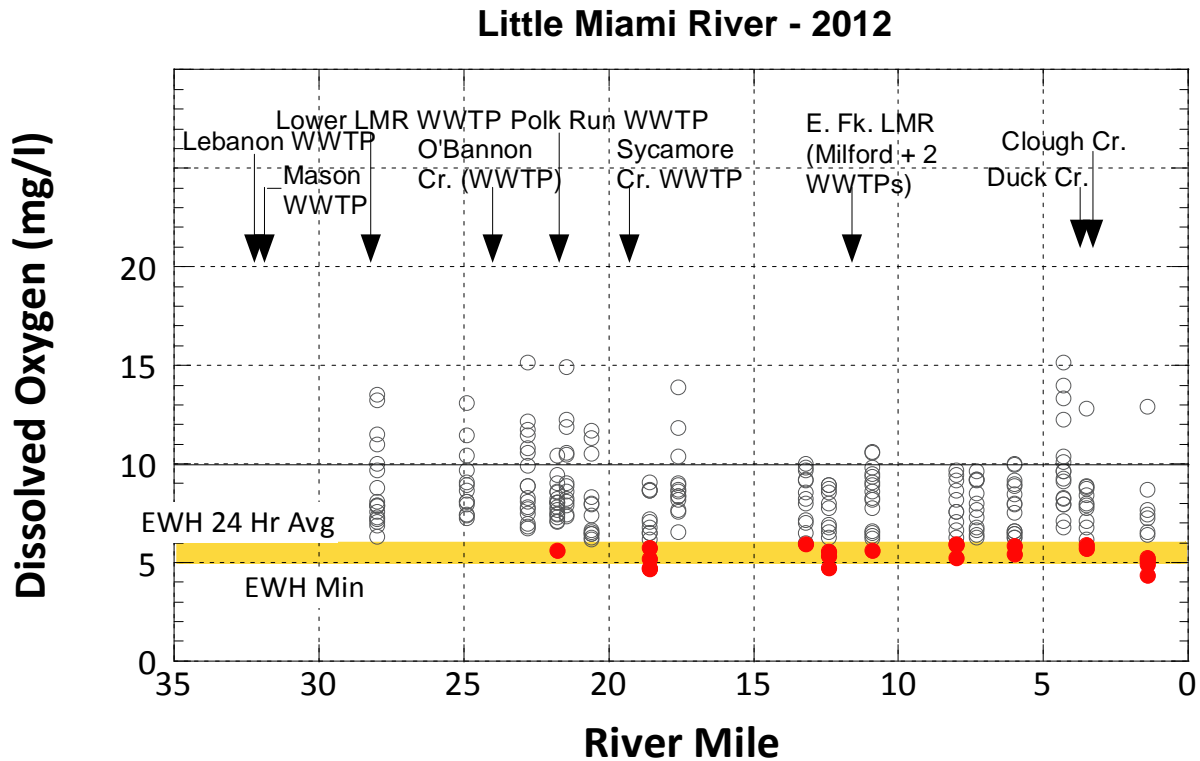 Little Miami River - 2012
Lower LMR WWTP Polk Run WWTP
Lebanon WWTP
_Mason
WWTP
O'Bannon
Cr. (WWTP)
Sycamore
Cr. WWTP
E. Fk. LMR
(Milford + 2
WWTPs)
Clough Cr.
Duck Cr.
Dissolved Oxygen (mg/l)
20
15
10
5
0
EWH 24 Hr Avg
EWH Min
35 30 25 20 15 10 5 0
River Mile